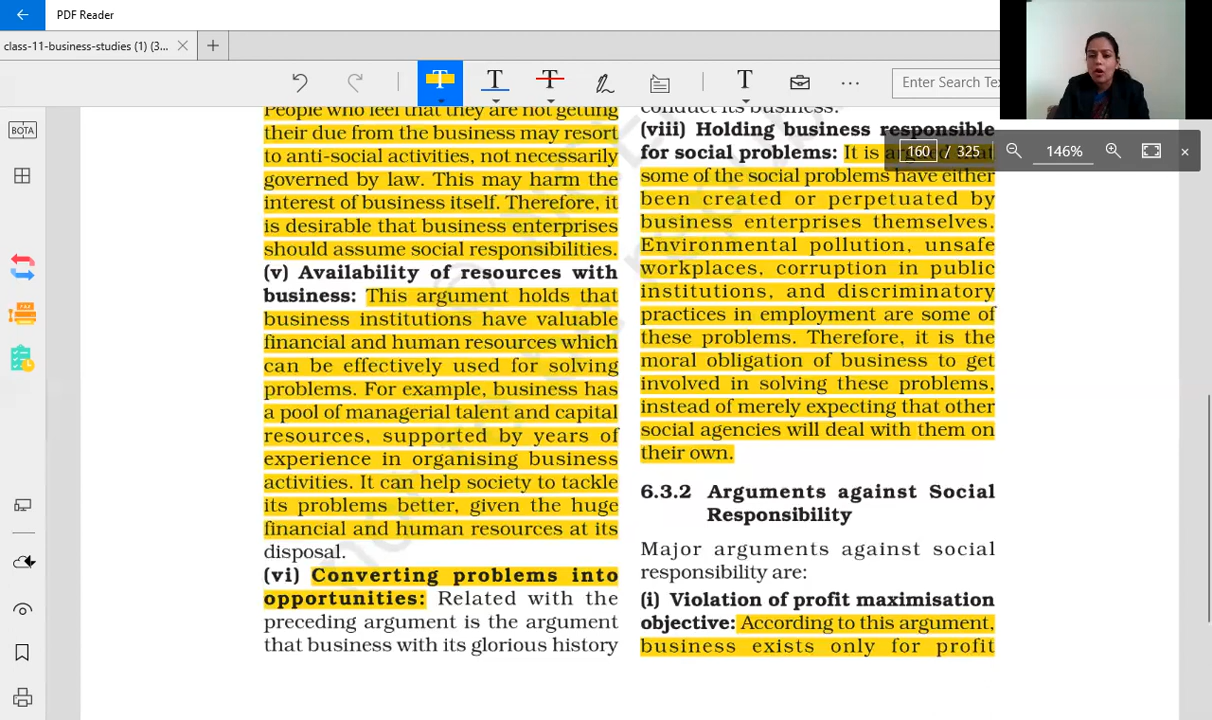 PDF Reader
class-11-business-studies (1) (3...
Enter Search Tex
BOTA
160 / 325
146%
People who feel that they are not getting
their due from the business may resort
to anti-social activities, not necessarily
governed by law. This may harm the
interest of business itself. Therefore, it
is desirable that business enterprises
should assume social responsibilities.
(v) Availability of resources with
business: This argument holds that
business institutions have valuable
financial and human resources which
can be effectively used for solving
problems. For example, business has
a pool of managerial talent and capital
resources, supported by years of
experience in organising business
activities. It can help society to tackle
its problems better, given the huge
financial and human resources at its
disposal.
(vi) Converting problems into
opportunities: Related with the
preceding argument is the argument
that business with its glorious history
conduct its business.
(viii) Holding business responsible
for social problems: It is argued that
some of the social problems have either
been created or perpetuated by
business enterprises themselves.
Environmental pollution, unsafe
workplaces, corruption in public
institutions, and discriminatory
practices in employment are some of
these problems. Therefore, it is the
moral obligation of business to get
involved in solving these problems,
instead of merely expecting that other
social agencies will deal with them on
their own.
6.3.2 Arguments against Social
Responsibility
Major arguments against social
responsibility are:
(i) Violation of profit maximisation
objective: According to this argument,
business exists only for profit